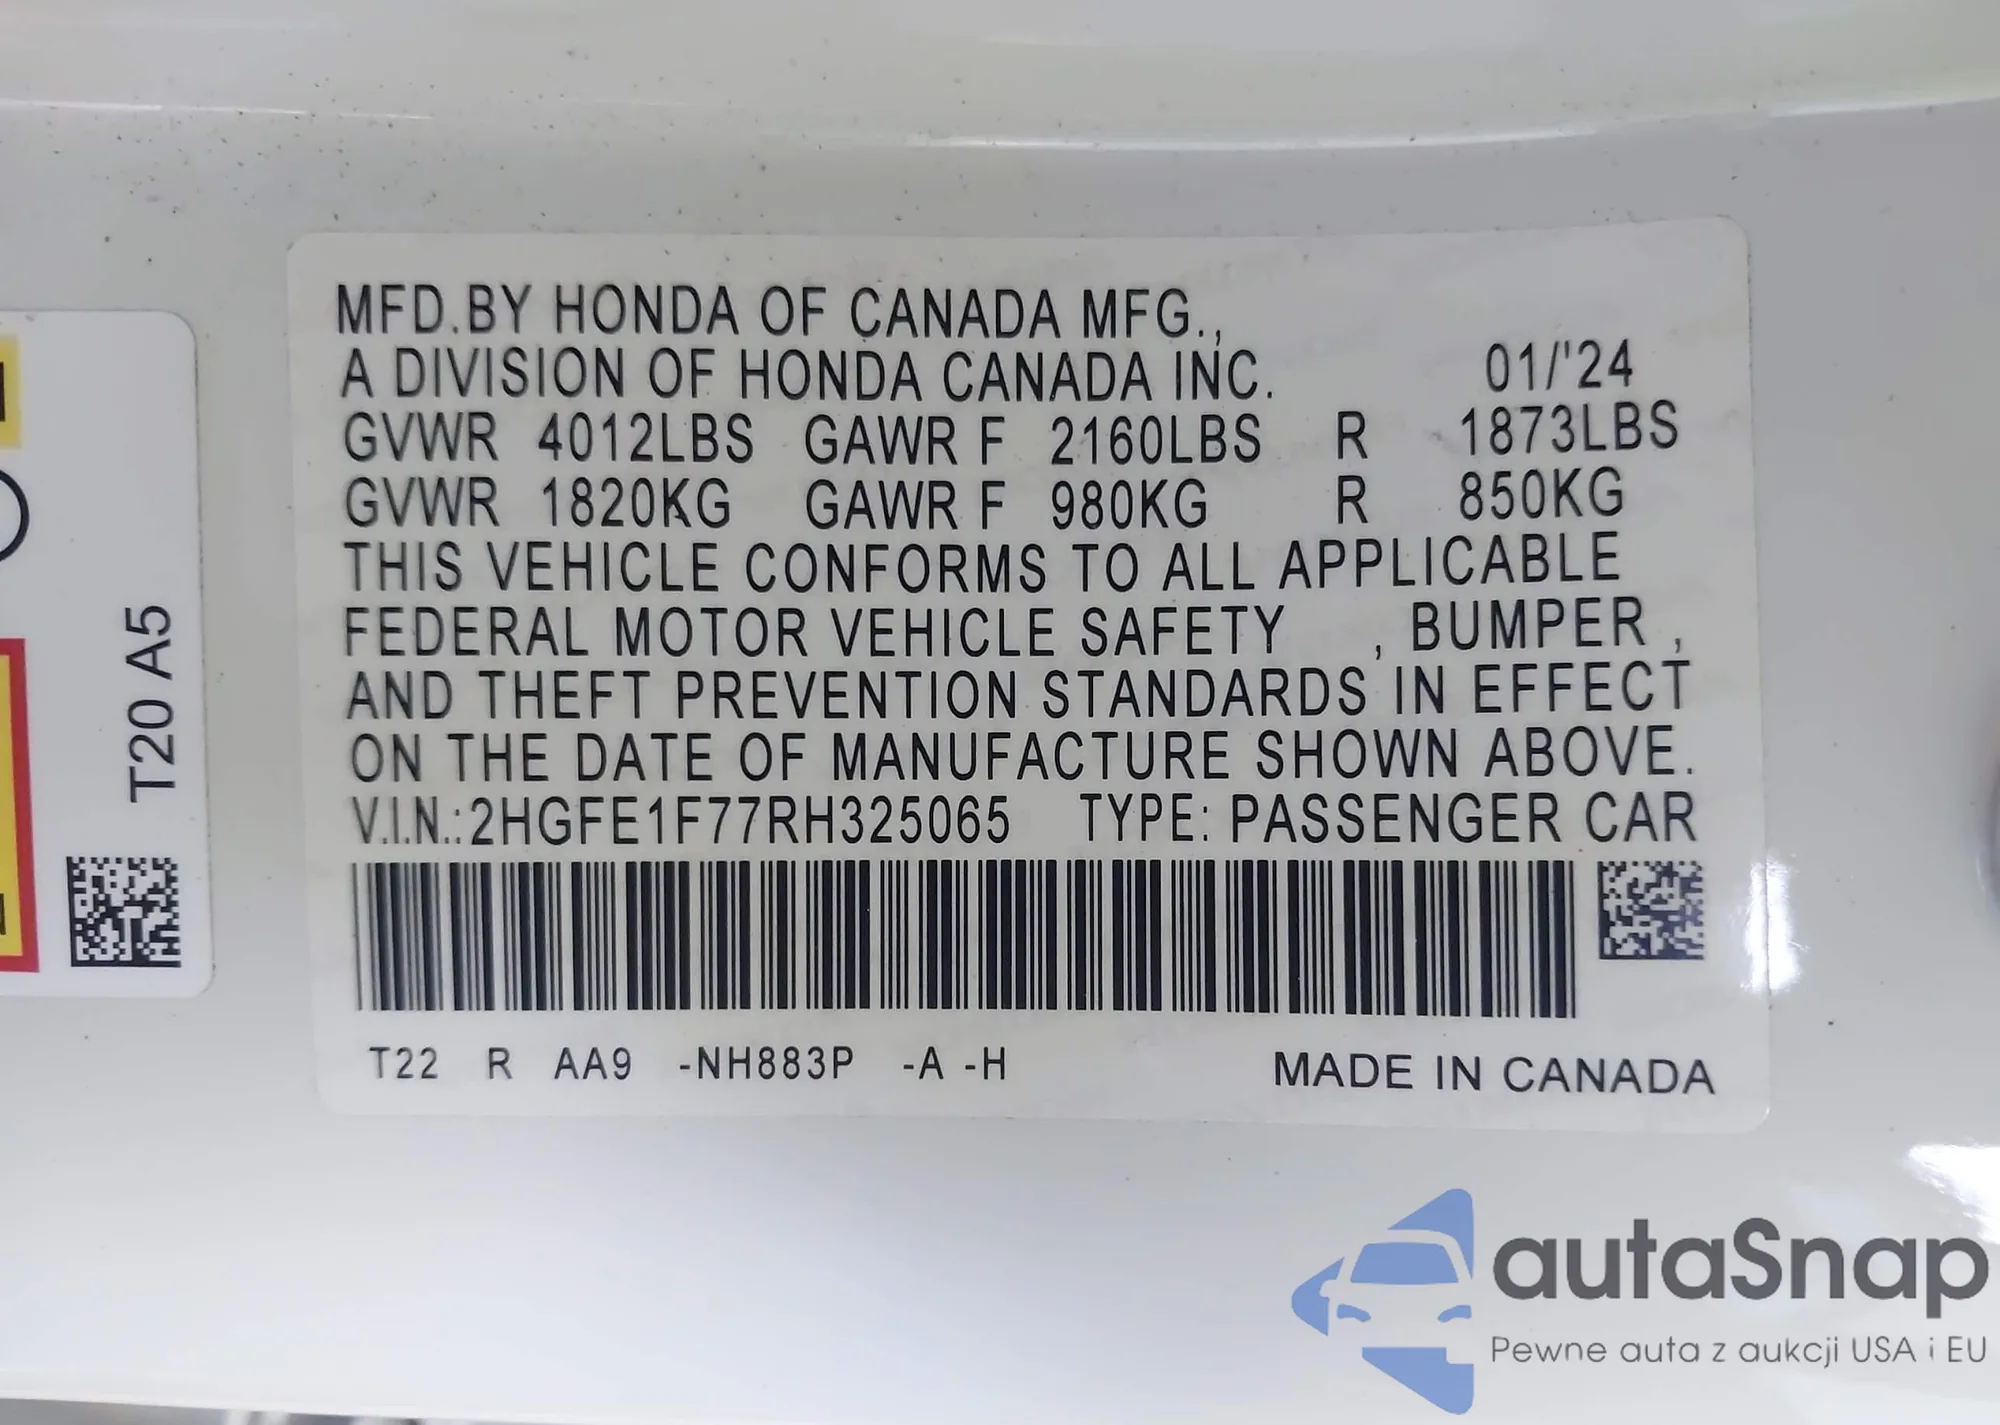 MFD.BY HONDA OF CANADA MFG.,
A DIVISION OF HONDA CANADA INC. 01/'24
GVWR 4012LBS GAWR F 2160LBS R 1873LBS
GVWR 1820KG GAWR F 980KG R 850KG
THIS VEHICLE CONFORMS TO ALL APPLICABLE
FEDERAL MOTOR VEHICLE SAFETY , BUMPER ,
AND THEFT PREVENTION STANDARDS IN EFFECT
ON THE DATE OF MANUFACTURE SHOWN ABOVE.
V.I.N.:2HGFE1F77RH325065 TYPE: PASSENGER CAR
T22 R AA9 -NH883P -A -H MADE IN CANADA
T20 A5
autaSnap
Pewne auta z aukcji USA i EU